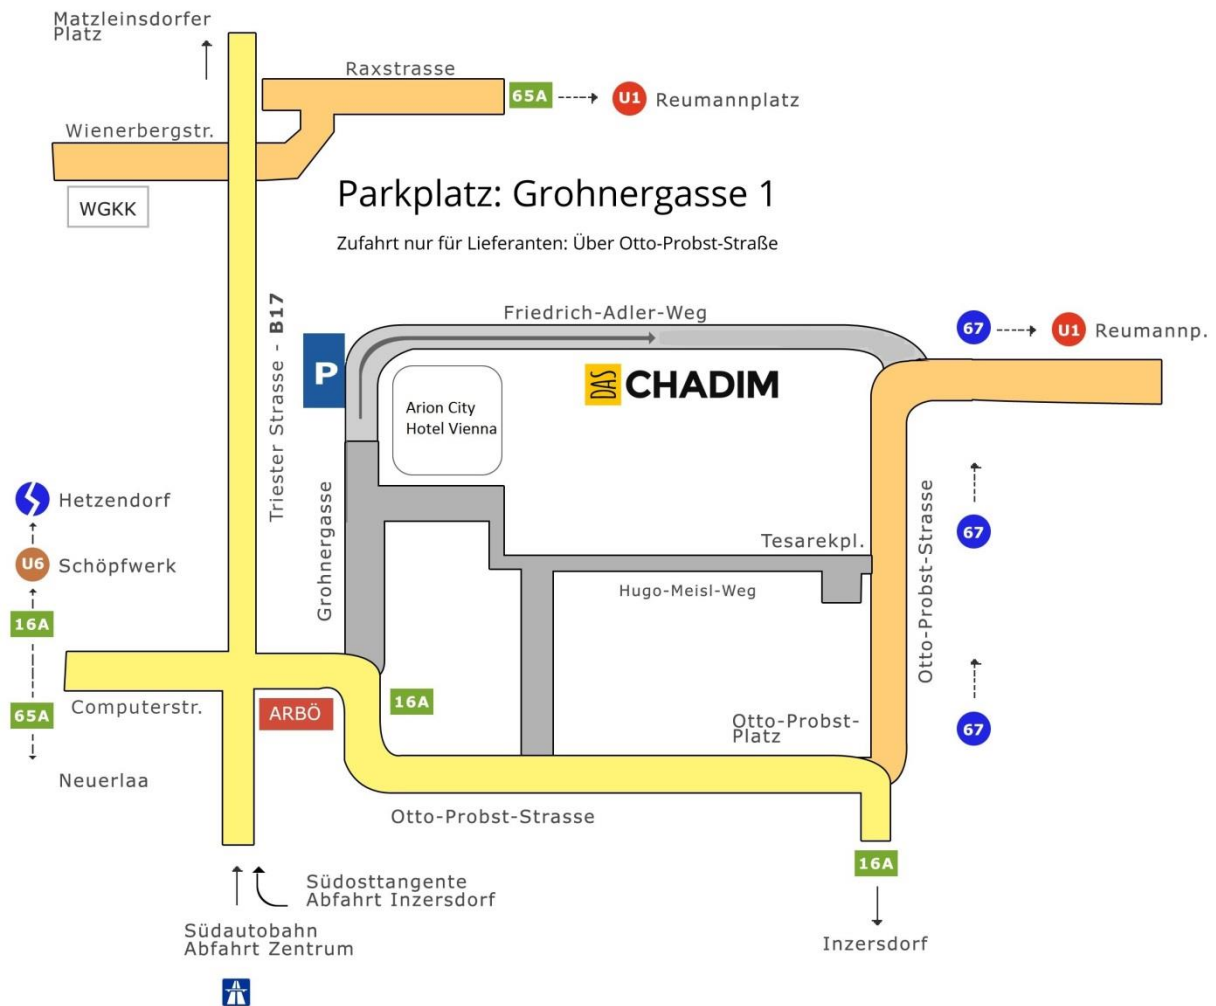 Matzleinsdorfer
Platz
Raxstrasse
65A
U1
Reumannplatz
Wienerbergstr.
WGKK
Parkplatz: Grohnergasse 1
Zufahrt nur für Lieferanten: Über Otto-Probst-Straße
Triester Strasse - B17
Friedrich-Adler-Weg
67
U1
Reumannp.
P
DAS CHADIM
Arion City
Hotel Vienna
Hetzendorf
U6
Schöpfwerk
16A
65A
Neuerlaa
Grohnergasse
Tesarekpl.
Hugo-Meisl-Weg
Otto-Probst-Strasse
67
67
Computerstr.
ARBÖ
16A
Otto-Probst-
Platz
Otto-Probst-Strasse
16A
Inzersdorf
Südosttangente
Abfahrt Inzersdorf
Südautobahn
Abfahrt Zentrum